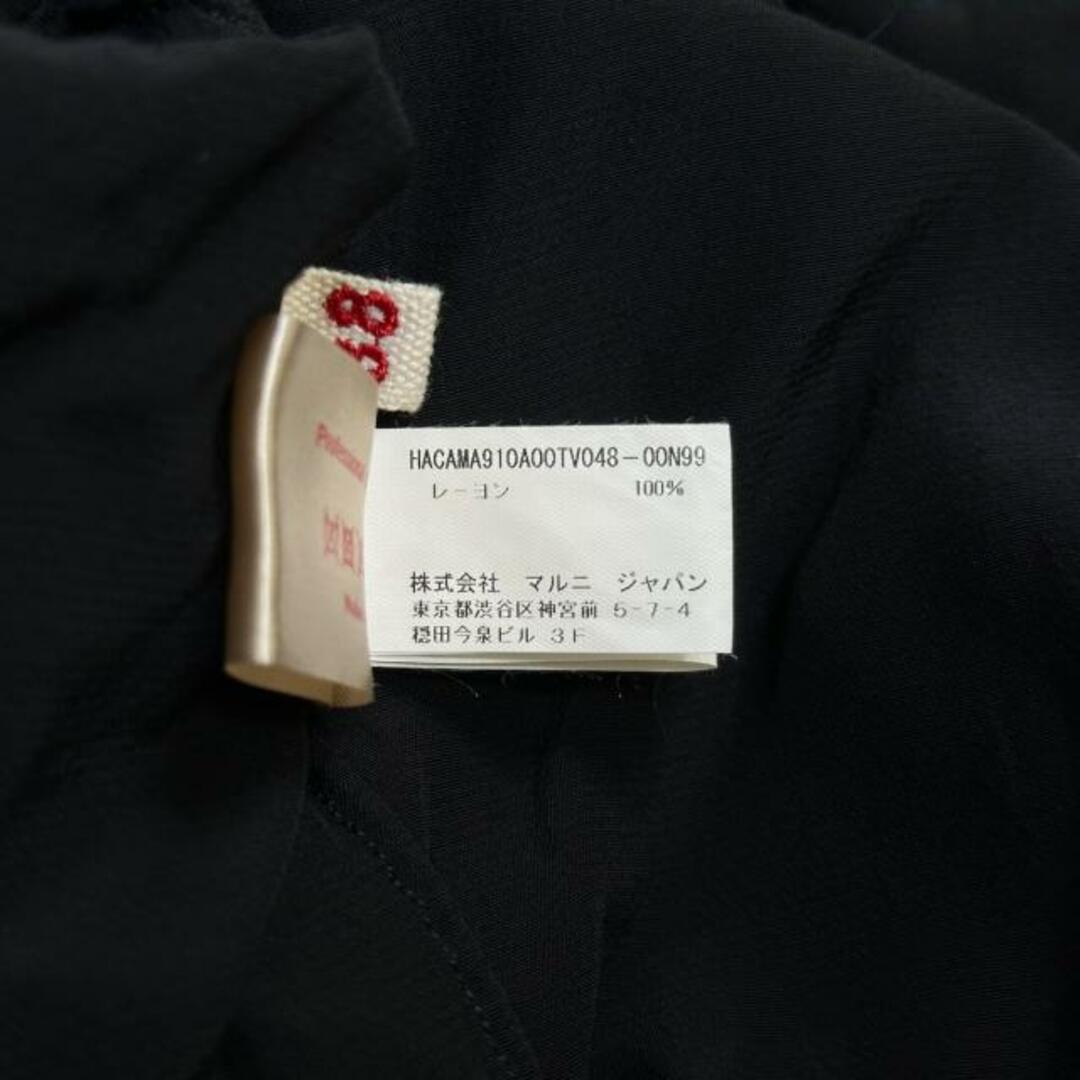 38
Professional
HACAMA910A00TV048-00N99
レーヨン 100%
株式会社 マルニ ジャパン
東京都渋谷区神宮前 5-7-4
穏田今泉ビル 3F